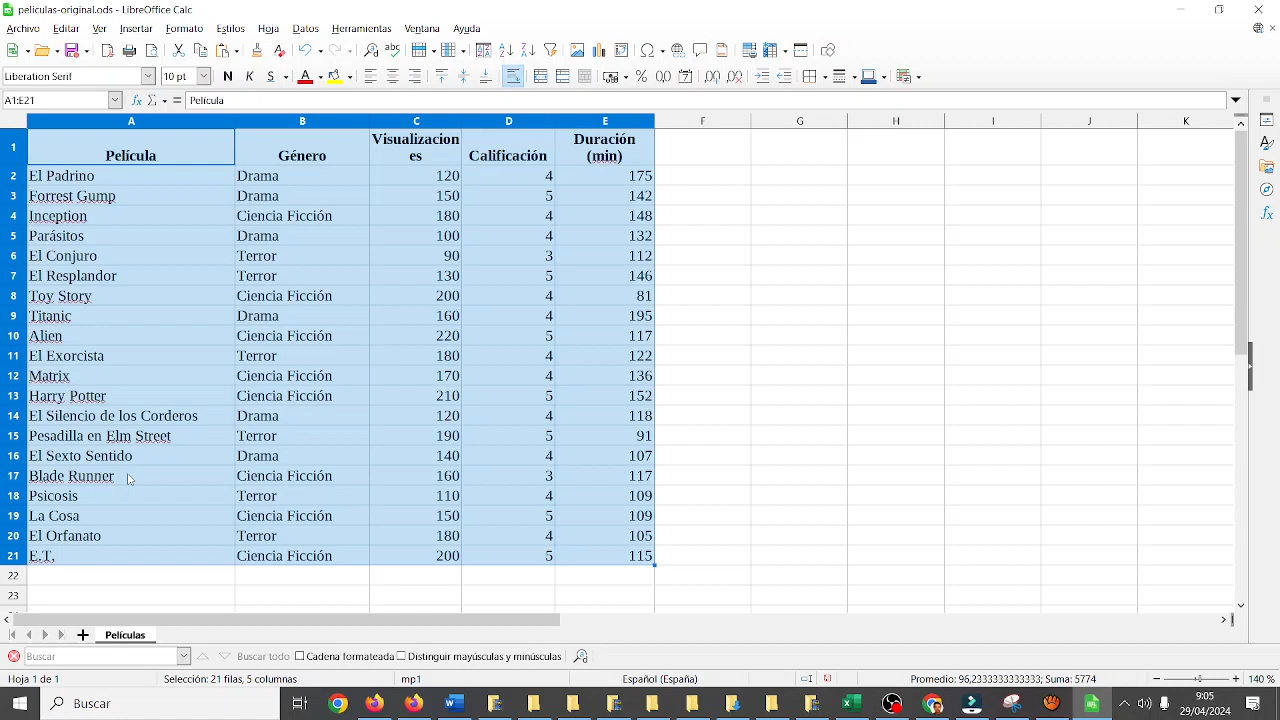 peliculas-original.ods - LibreOffice Calc
Archivo Editar Ver Insertar Formato Estilos Hoja Datos Herramientas Ventana Ayuda
Liberation Serif 10 pt N K S
A1:E21 Película
A B C D E F G H I J K
1 Película Género Visualizaciones Calificación Duración (min)
2 El Padrino Drama 120 4 175
3 Forrest Gump Drama 150 5 142
4 Inception Ciencia Ficción 180 4 148
5 Parásitos Drama 100 4 132
6 El Conjuro Terror 90 3 112
7 El Resplandor Terror 130 5 146
8 Toy Story Ciencia Ficción 200 4 81
9 Titanic Drama 160 4 195
10 Alien Ciencia Ficción 220 5 117
11 El Exorcista Terror 180 4 122
12 Matrix Ciencia Ficción 170 4 136
13 Harry Potter Ciencia Ficción 210 5 152
14 El Silencio de los Corderos Drama 120 4 118
15 Pesadilla en Elm Street Terror 190 5 91
16 El Sexto Sentido Drama 140 4 107
17 Blade Runner Ciencia Ficción 160 3 117
18 Psicosis Terror 110 4 109
19 La Cosa Ciencia Ficción 150 5 109
20 El Orfanato Terror 180 4 105
21 E.T. Ciencia Ficción 200 5 115
22
23
Películas
Buscar Buscar todo Cadena formateada Distinguir mayúsculas y minúsculas
Hoja 1 de 1 Selección: 21 filas, 5 columnas mp1 Español (España) Promedio: 96,2333333333333; Suma: 5774 140 %
Buscar 9:05
29/04/2024